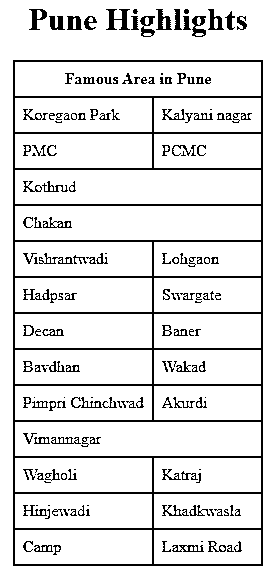 Pune Highlights
Famous Area in Pune
Koregaon Park Kalyani nagar
PMC PCMC
Kothrud
Chakan
Vishrantwadi Lohgaon
Hadpsar Swargate
Decan Baner
Bavdhan Wakad
Pimpri Chinchwad Akurdi
Vimannagar
Wagholi Katraj
Hinjewadi Khadkwasla
Camp Laxmi Road